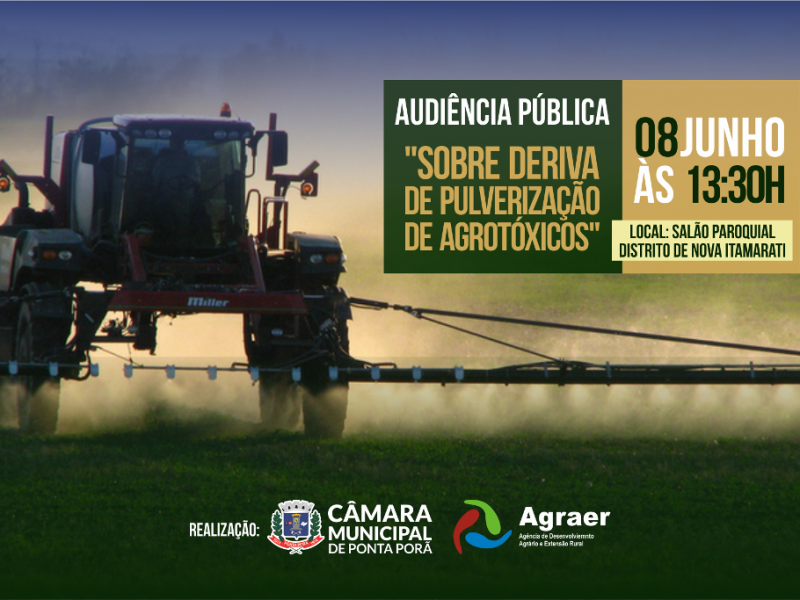 AUDIÊNCIA PÚBLICA
"SOBRE DERIVA
DE PULVERIZAÇÃO
DE AGROTÓXICOS"
08 JUNHO
ÀS 13:30H
LOCAL: SALÃO PAROQUIAL
DISTRITO DE NOVA ITAMARATI
Miller
REALIZAÇÃO:
CÂMARA
MUNICIPAL
DE PONTA PORÃ
Agraer
Agência de Desenvolvimento
Agrário e Extensão Rural